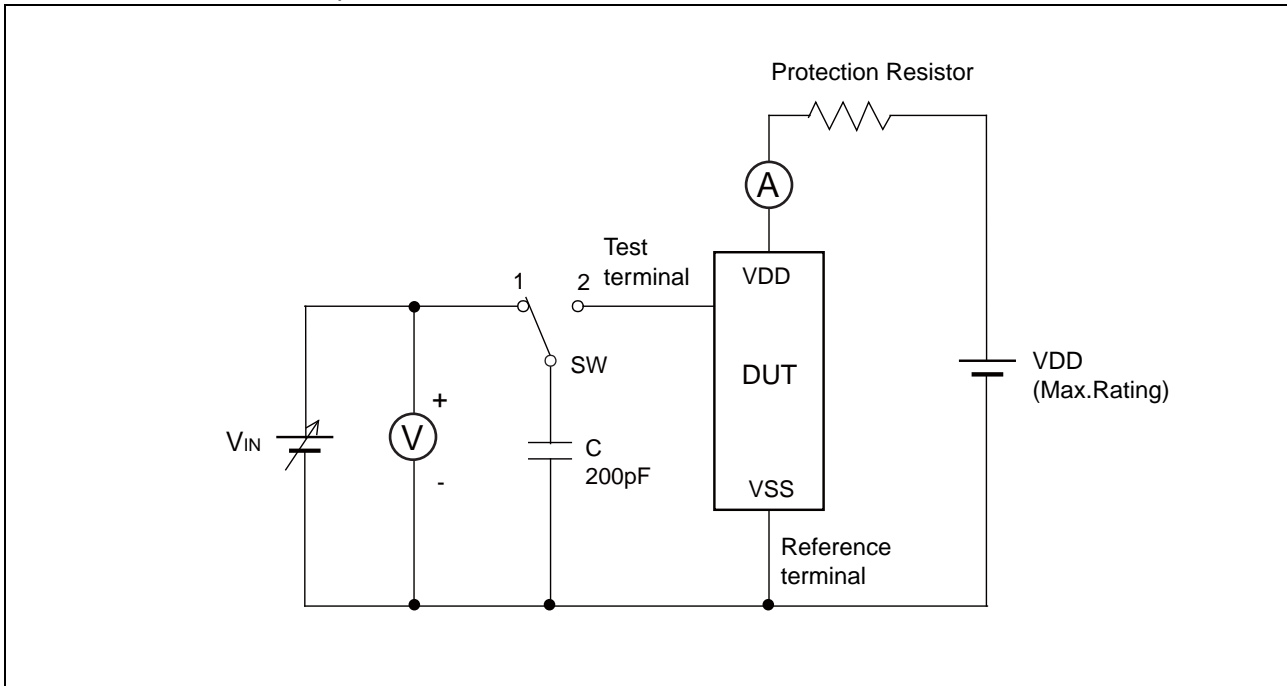 Protection Resistor
A
Test
terminal
1
2
VDD
SW
DUT
VDD
(Max.Rating)
+
VIN
V
C
200pF
-
VSS
Reference
terminal